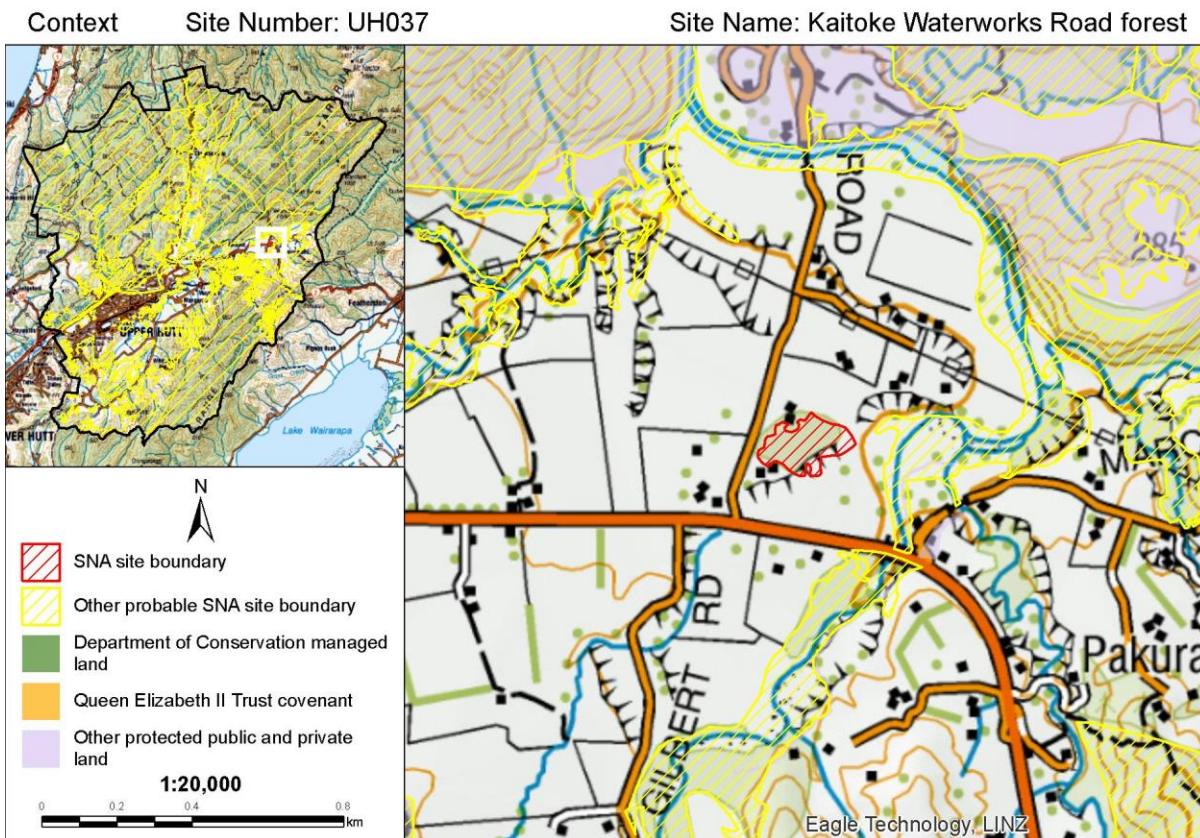 Context
Site Number: UH037
Site Name: Kaitoke Waterworks Road forest
UPPER HUTT
Featherston
Lake Wairarapa
WER HUTT
ROAD
285
RD
GILBERT
Pakura
N
SNA site boundary
Other probable SNA site boundary
Department of Conservation managed
land
Queen Elizabeth II Trust covenant
Other protected public and private
land
1:20,000
0 0.2 0.4 0.8
km
Eagle Technology, LINZ